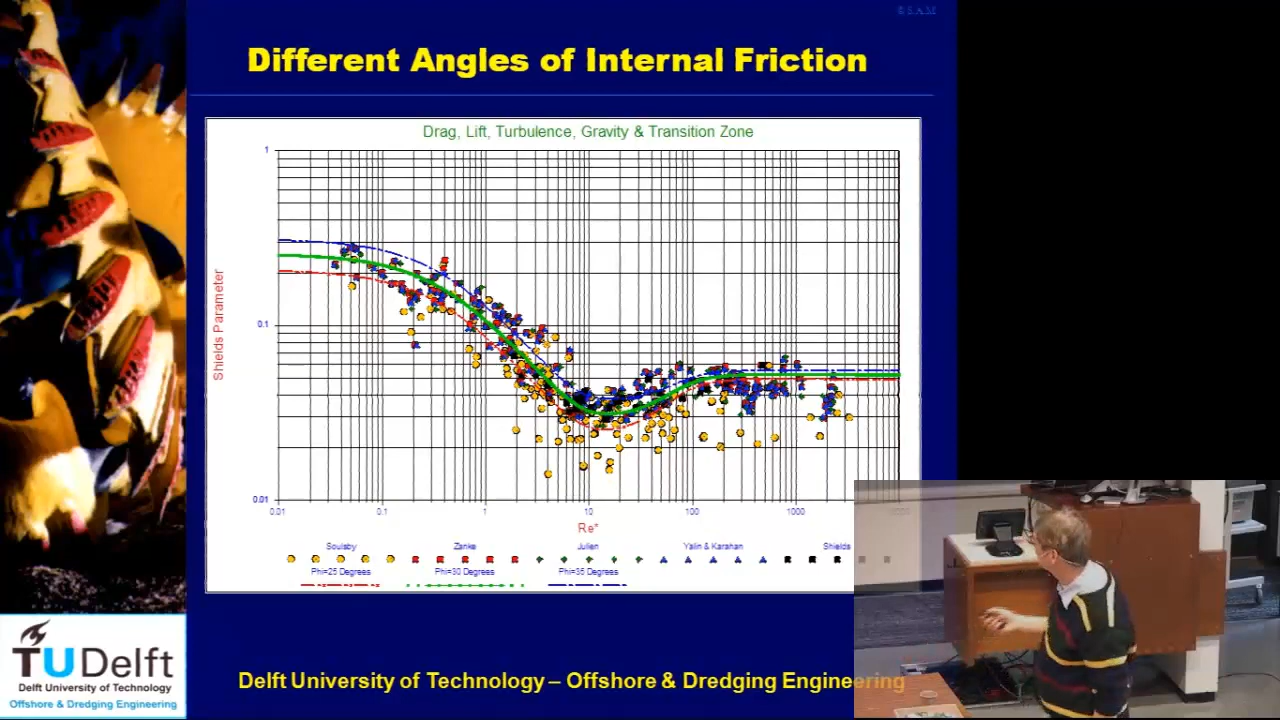 S.E.A.M
Different Angles of Internal Friction
Drag, Lift, Turbulence, Gravity & Transition Zone
Shields Parameter
1
0.1
0.01
0.01 0.1 1 10 100 1000
Re*
Soulsby Zanke Julien Yalin & Karahan Shields
Phi=25 Degrees Phi=30 Degrees Phi=35 Degrees
TU Delft
Delft University of Technology
Offshore & Dredging Engineering
Delft University of Technology – Offshore & Dredging Engineering